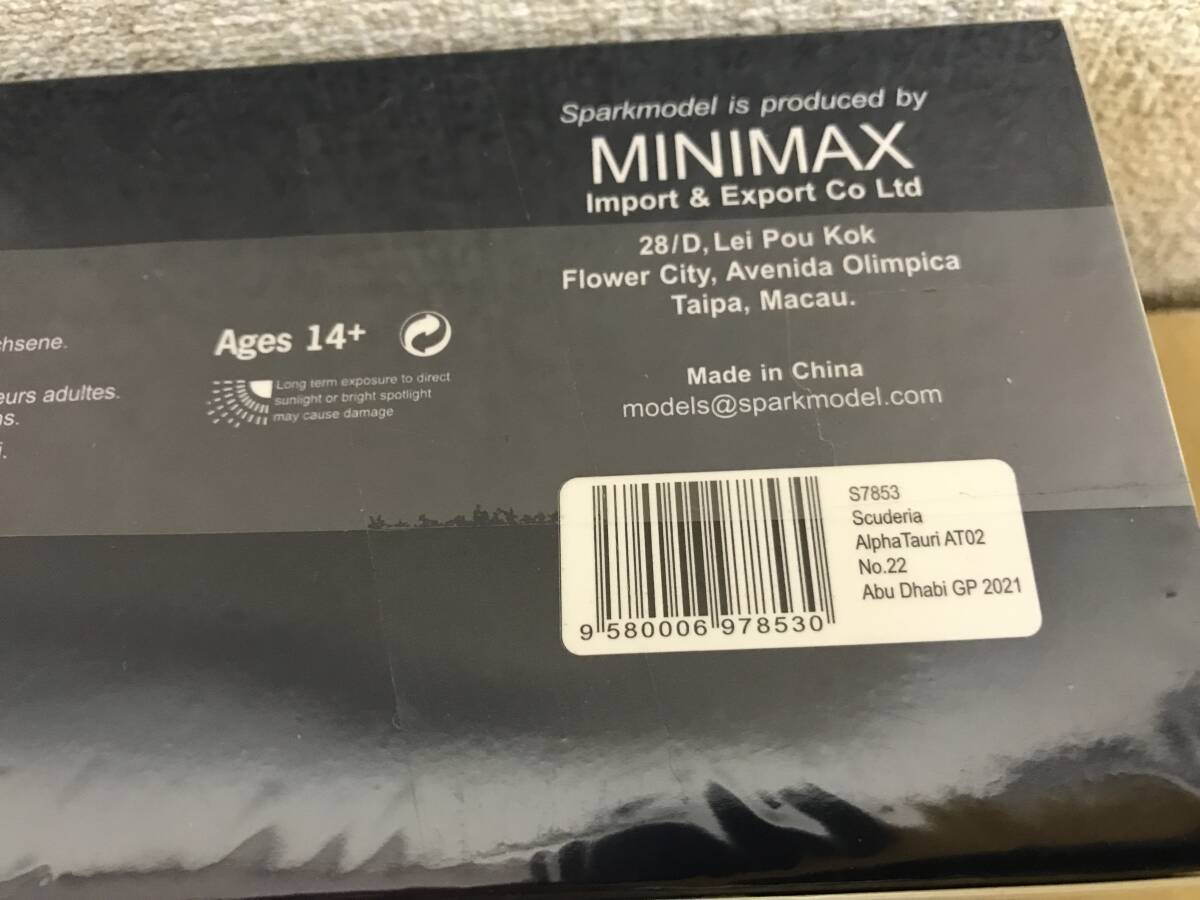 Sparkmodel is produced by
MINIMAX
Import & Export Co Ltd
28/D, Lei Pou Kok
Flower City, Avenida Olimpica
Taipa, Macau.
Made in China
models@sparkmodel.com
adultes.
Ages 14+
Long term exposure to direct
sunlight or bright spotlight
may cause damage
S7853
Scuderia
AlphaTauri AT02
No.22
Abu Dhabi GP 2021
9 580006 978530